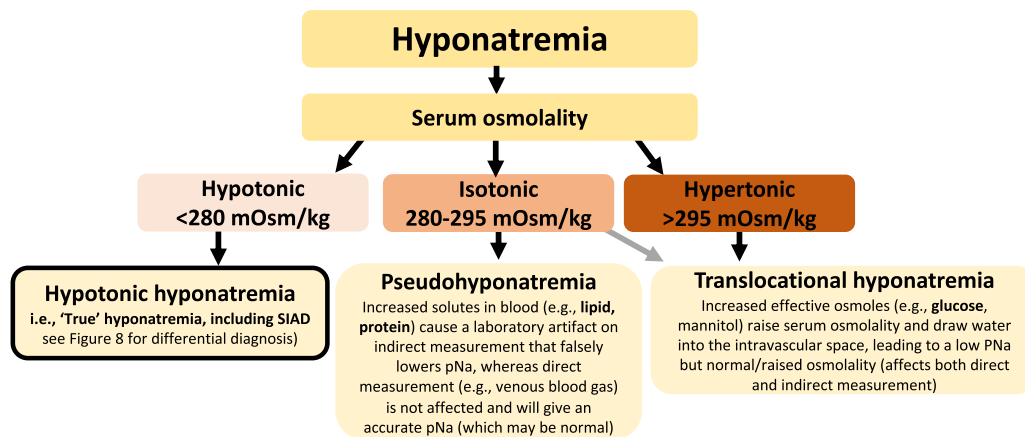 Hyponatremia
Serum osmolality
Hypotonic
<280 mOsm/kg
Isotonic
280-295 mOsm/kg
Hypertonic
>295 mOsm/kg
Hypotonic hyponatremia
i.e., ‘True’ hyponatremia, including SIAD
see Figure 8 for differential diagnosis)
Pseudohyponatremia
Increased solutes in blood (e.g., lipid,
protein) cause a laboratory artifact on
indirect measurement that falsely
lowers pNa, whereas direct
measurement (e.g., venous blood gas)
is not affected and will give an
accurate pNa (which may be normal)
Translocational hyponatremia
Increased effective osmoles (e.g., glucose,
mannitol) raise serum osmolality and draw water
into the intravascular space, leading to a low PNa
but normal/raised osmolality (affects both direct
and indirect measurement)